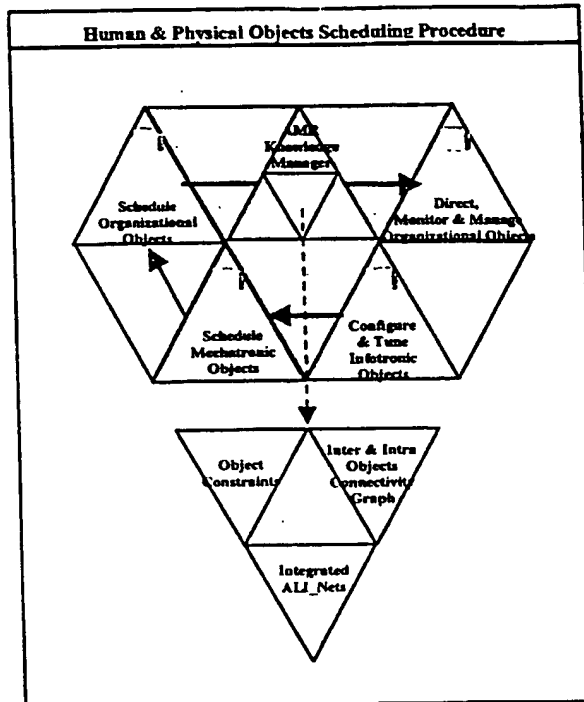 Human & Physical Objects Scheduling Procedure
Knowledge
Manager
Schedule
Organizational
Objects
Direct,
Monitor & Manage
Organizational Objects
Schedule
Mechatronic
Objects
Configure
& Tune
Infotronic
Objects
Object
Constraints
Inter & Intra
Objects
Connectivity
Graph
Integrated
ALI_Nets